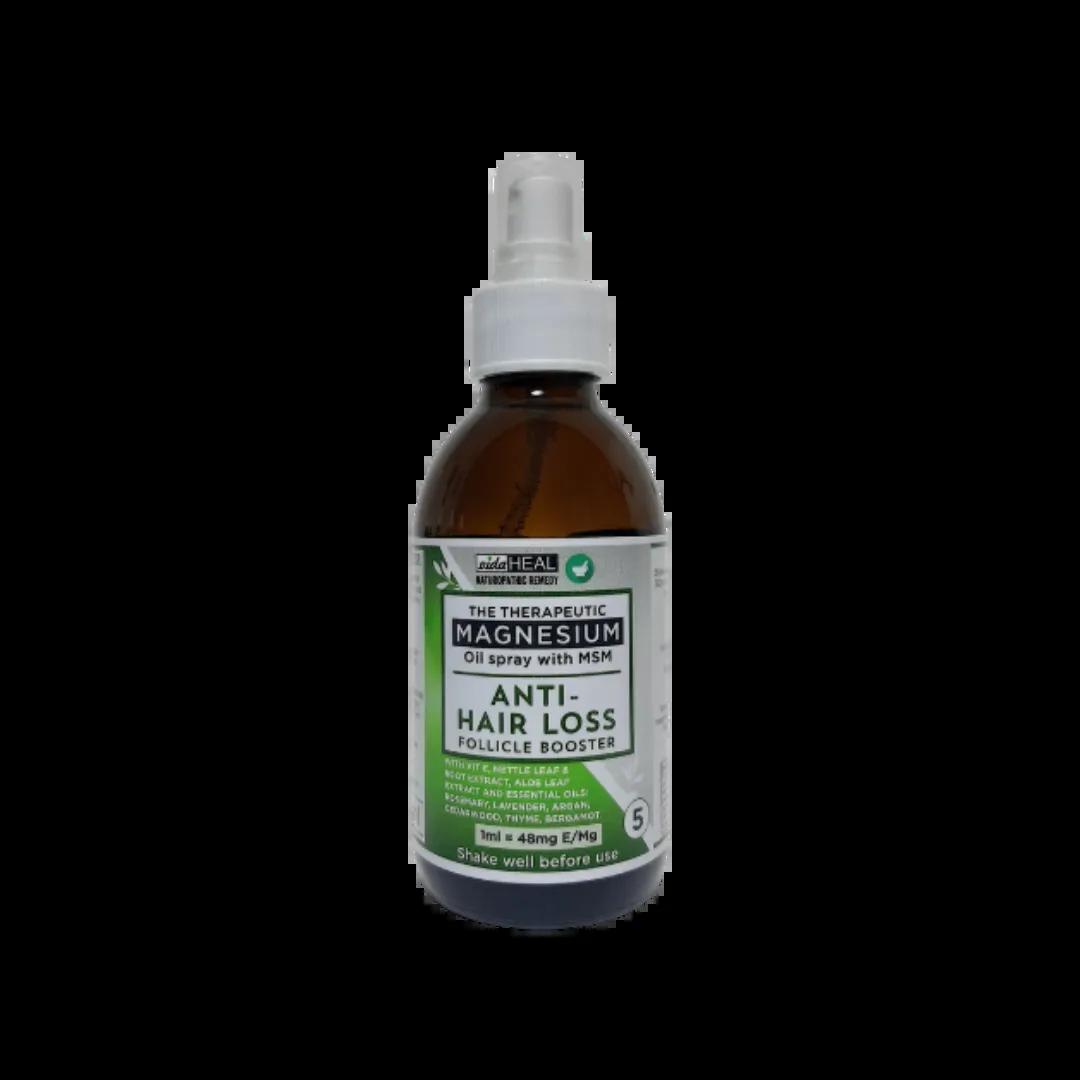 vidaHEAL
NATUROPATHIC REMEDY
THE THERAPEUTIC
MAGNESIUM
Oil spray with MSM
ANTI-
HAIR LOSS
FOLLICLE BOOSTER
WITH VIT E, NETTLE LEAF &
ROOT EXTRACT, ALOE LEAF
EXTRACT AND ESSENTIAL OILS:
ROSEMARY, LAVENDER, ARGAN,
CEDARWOOD, THYME, BERGAMOT
5
1ml = 48mg E/Mg
Shake well before use